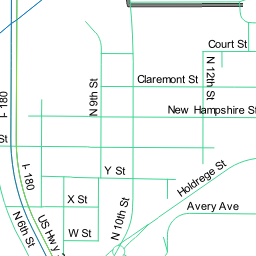 Court St
N 12th St
Claremont St
N 9th St
I- 180
New Hampshire St
St
Y St
I- 180
Holdrege St
X St
Avery Ave
N 6th St
US Hwy
W St
N 10th St